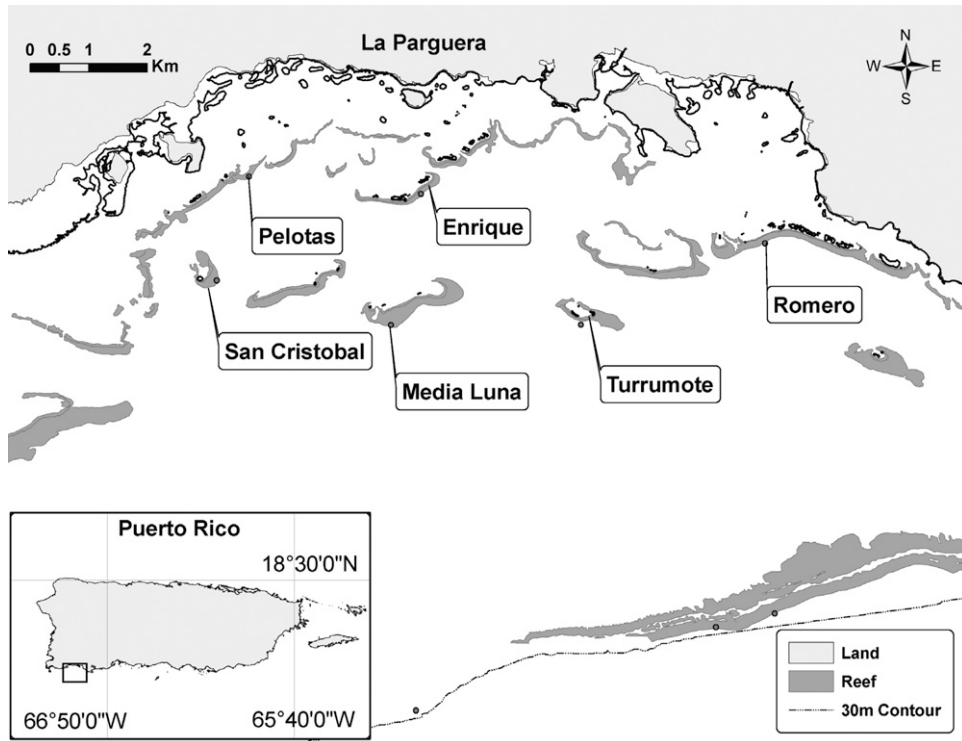 La Parguera
0 0.5 1 2
Km
N
W E
S
Pelotas
Enrique
Romero
San Cristobal
Media Luna
Turrumote
Puerto Rico
18°30'0"N
66°50'0"W
65°40'0"W
Land
Reef
30m Contour